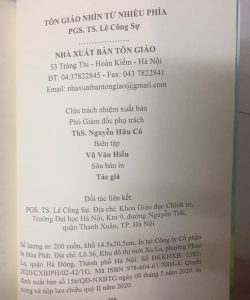 TÔN GIÁO NHÌN TỪ NHIỀU PHÍA
PGS. TS. Lê Công Sự
NHÀ XUẤT BẢN TÔN GIÁO
53 Tràng Thi - Hoàn Kiếm - Hà Nội
ĐT: 04.37822845 - Fax: 043 7822841
Email: nhaxuatbantongiao@gmail.com
Chịu trách nhiệm xuất bản
Phó Giám đốc phụ trách
ThS. Nguyễn Hữu Có
Biên tập
Vũ Văn Hiếu
Sửa bản in
Tác giả
Đối tác liên kết.
PGS. TS. Lê Công Sự. Địa chỉ: Khoa Giáo dục Chính trị,
Trường Đại học Hà Nội, Km 9, đường Nguyễn Trãi,
quận Thanh Xuân, TP. Hà Nội
Số lượng in: 200 cuốn, khổ 14.5x20,5cm, In tại Công ty Cổ phần
In Hòa Phát. Địa chỉ: Lô 36, Khu đô thị mới Xa La, phường Phúc
La, quận Hà Đông, Thành phố Hà Nội. Số ĐKKHXB:
2020/CXBIPH/02-42/TG. Mã ISBN 978-604-61-7004-4. Quyết
định xuất bản số 156/QĐ-NXBTG ngày 08 tháng 5 năm 2020. In
xong và nộp lưu chiểu quý II năm 2020.